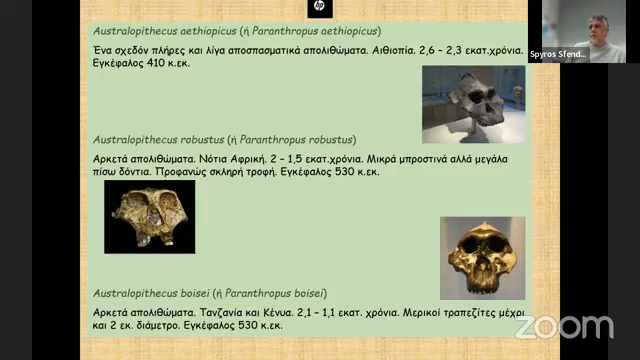 hp
Australopithecus aethiopicus (ή Paranthropus aethiopicus)
Ένα σχεδόν πλήρες και λίγα αποσπασματικά απολιθώματα. Αιθιοπία. 2,6 – 2,3 εκατ.χρόνια.
Εγκέφαλος 410 κ.εκ.
Spyros Sfend...
Australopithecus robustus (ή Paranthropus robustus)
Αρκετά απολιθώματα. Νότια Αφρική. 2 – 1,5 εκατ.χρόνια. Μικρά μπροστινά αλλά μεγάλα
πίσω δόντια. Προφανώς σκληρή τροφή. Εγκέφαλος 530 κ.εκ.
Australopithecus boisei (ή Paranthropus boisei)
Αρκετά απολιθώματα. Τανζανία και Κένυα. 2,1 – 1,1 εκατ. χρόνια. Μερικοί τραπεζίτες μέχρι
και 2 εκ. διάμετρο. Εγκέφαλος 530 κ.εκ.
zoom